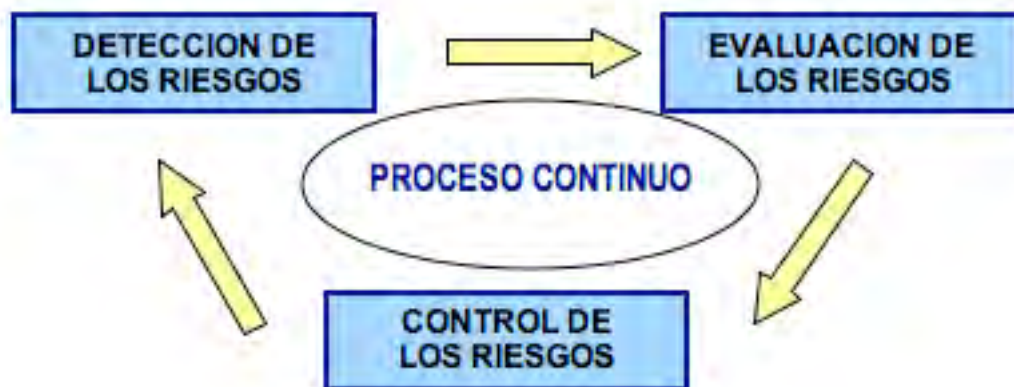 DETECCION DE
LOS RIESGOS
EVALUACION DE
LOS RIESGOS
PROCESO CONTINUO
CONTROL DE
LOS RIESGOS